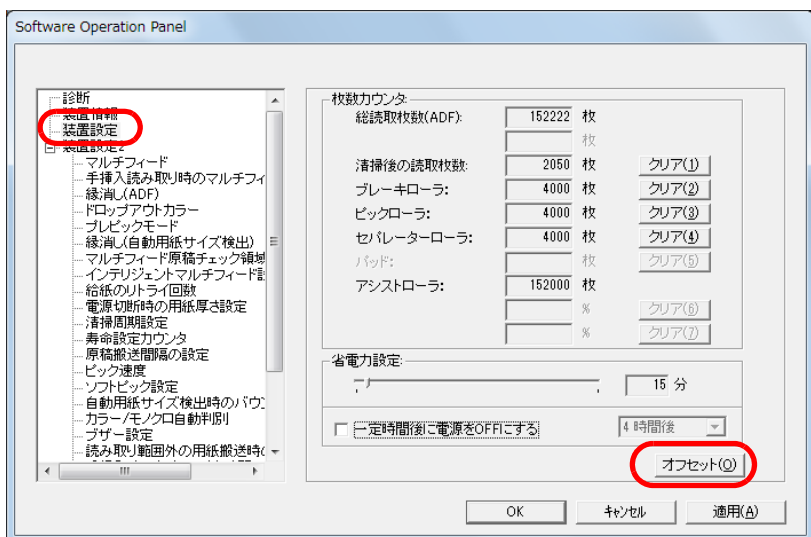 Software Operation Panel
診断
装置情報
装置設定
装置設定2
マルチフィード
手挿入読み取り時のマルチフィ
縁消し(ADF)
ドロップアウトカラー
プレピックモード
縁消し(自動用紙サイズ検出)
マルチフィード原稿チェック領域
インテリジェントマルチフィード
給紙のリトライ回数
電源切断時の用紙厚さ設定
清掃周期設定
寿命設定カウンタ
原稿搬送間隔の設定
ピック速度
ソフトピック設定
自動用紙サイズ検出時のバウ
カラー/モノクロ自動判別
ブザー設定
読み取り範囲外の用紙搬送時
枚数カウンタ:
総読取枚数(ADF): 152222 枚
枚
清掃後の読取枚数: 2050 枚 クリア(1)
ブレーキローラ: 4000 枚 クリア(2)
ピックローラ: 4000 枚 クリア(3)
セパレーターローラ: 4000 枚 クリア(4)
パッド: 枚 クリア(5)
アシストローラ: 152000 枚
% クリア(6)
% クリア(7)
省電力設定:
15 分
一定時間後に電源をOFFにする 4 時間後
オフセット(O)
OK キャンセル 適用(A)